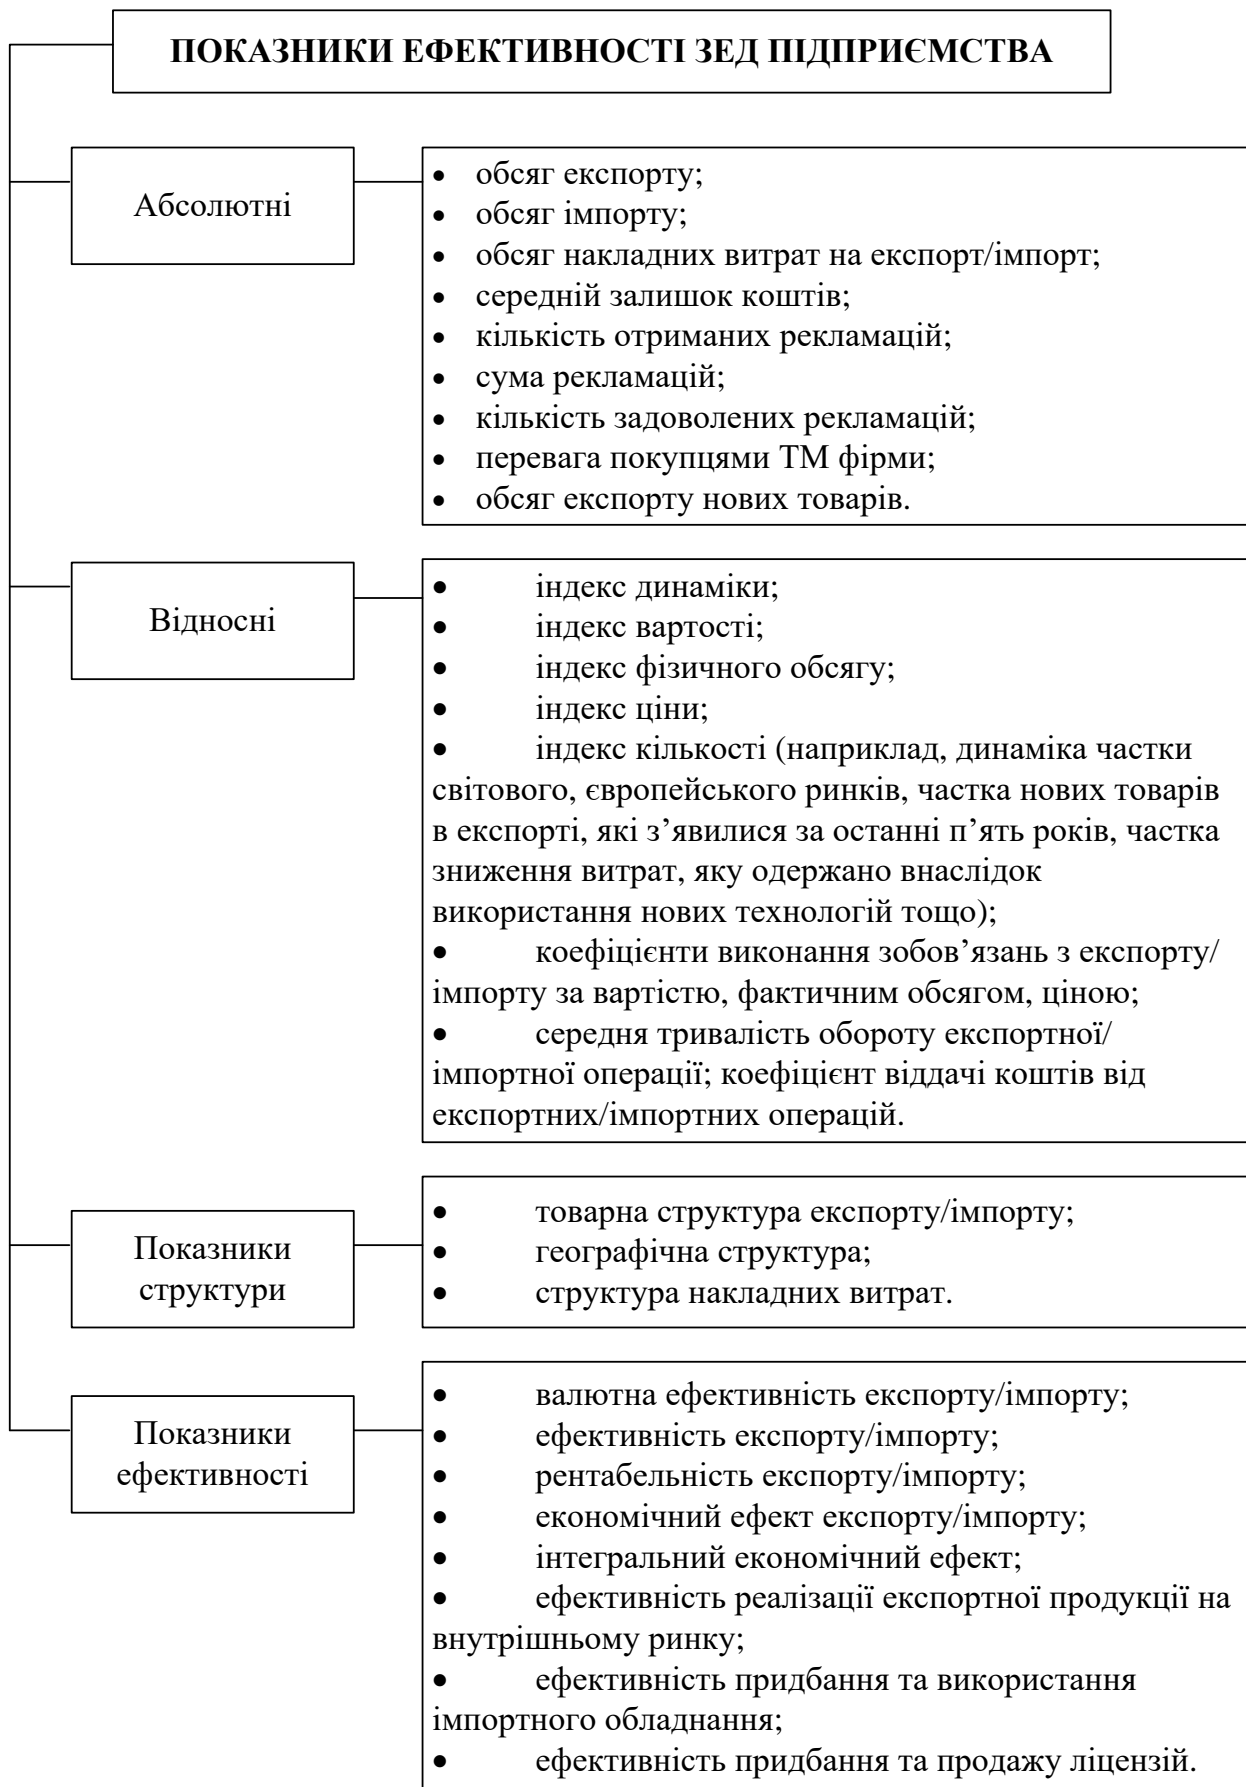 ПОКАЗНИКИ ЕФЕКТИВНОСТІ ЗЕД ПІДПРИЄМСТВА
Абсолютні
• обсяг експорту;
• обсяг імпорту;
• обсяг накладних витрат на експорт/імпорт;
• середній залишок коштів;
• кількість отриманих рекламацій;
• сума рекламацій;
• кількість задоволених рекламацій;
• перевага покупцями ТМ фірми;
• обсяг експорту нових товарів.
Відносні
• індекс динаміки;
• індекс вартості;
• індекс фізичного обсягу;
• індекс ціни;
• індекс кількості (наприклад, динаміка частки
світового, європейського ринків, частка нових товарів
в експорті, які з’явилися за останні п’ять років, частка
зниження витрат, яку одержано внаслідок
використання нових технологій тощо);
• коефіцієнти виконання зобов’язань з експорту/
імпорту за вартістю, фактичним обсягом, ціною;
• середня тривалість обороту експортної/
імпортної операції; коефіцієнт віддачі коштів від
експортних/імпортних операцій.
Показники
структури
• товарна структура експорту/імпорту;
• географічна структура;
• структура накладних витрат.
Показники
ефективності
• валютна ефективність експорту/імпорту;
• ефективність експорту/імпорту;
• рентабельність експорту/імпорту;
• економічний ефект експорту/імпорту;
• інтегральний економічний ефект;
• ефективність реалізації експортної продукції на
внутрішньому ринку;
• ефективність придбання та використання
імпортного обладнання;
• ефективність придбання та продажу ліцензій.